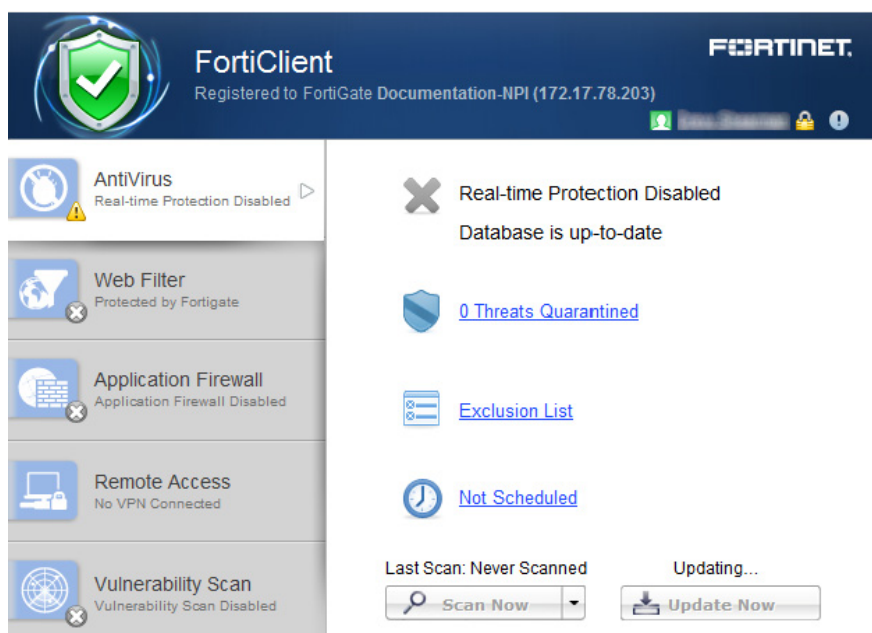 FortiClient
FORTINET.
Registered to FortiGate Documentation-NPI (172.17.78.203)
AntiVirus
Real-time Protection Disabled
Web Filter
Protected by Fortigate
Application Firewall
Application Firewall Disabled
Remote Access
No VPN Connected
Vulnerability Scan
Vulnerability Scan Disabled
Real-time Protection Disabled
Database is up-to-date
0 Threats Quarantined
Exclusion List
Not Scheduled
Last Scan: Never Scanned
Updating...
Scan Now
Update Now